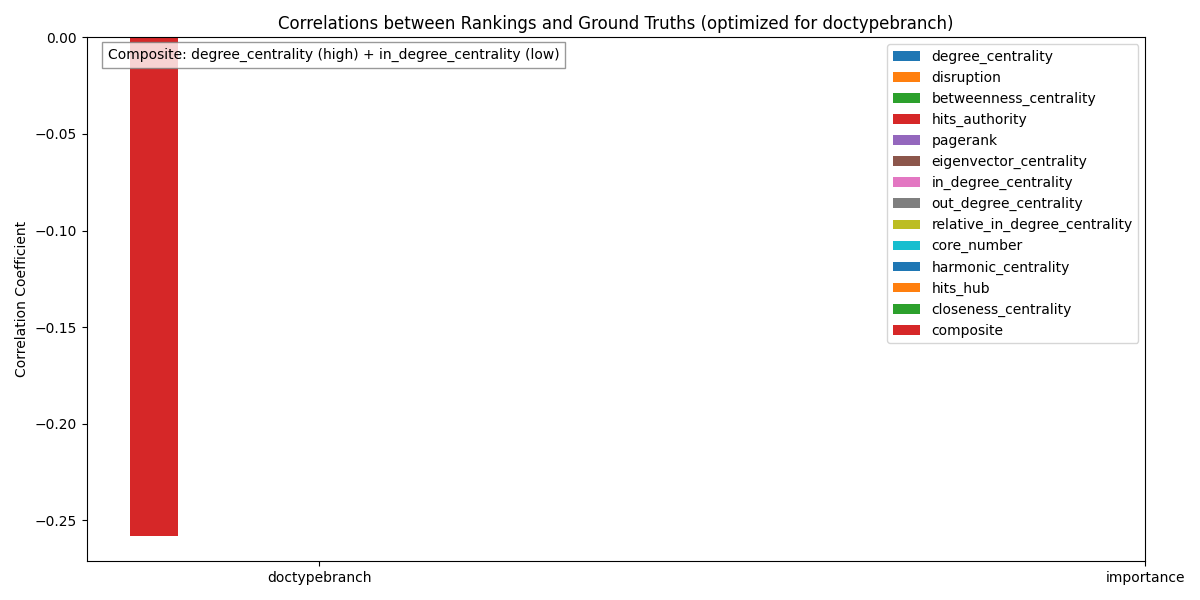 Correlations between Rankings and Ground Truths (optimized for doctypebranch)
Composite: degree_centrality (high) + in_degree_centrality (low)
degree_centrality
disruption
betweenness_centrality
hits_authority
pagerank
eigenvector_centrality
in_degree_centrality
out_degree_centrality
relative_in_degree_centrality
core_number
harmonic_centrality
hits_hub
closeness_centrality
composite
Correlation Coefficient
0.00
−0.05
−0.10
−0.15
−0.20
−0.25
doctypebranch
importance